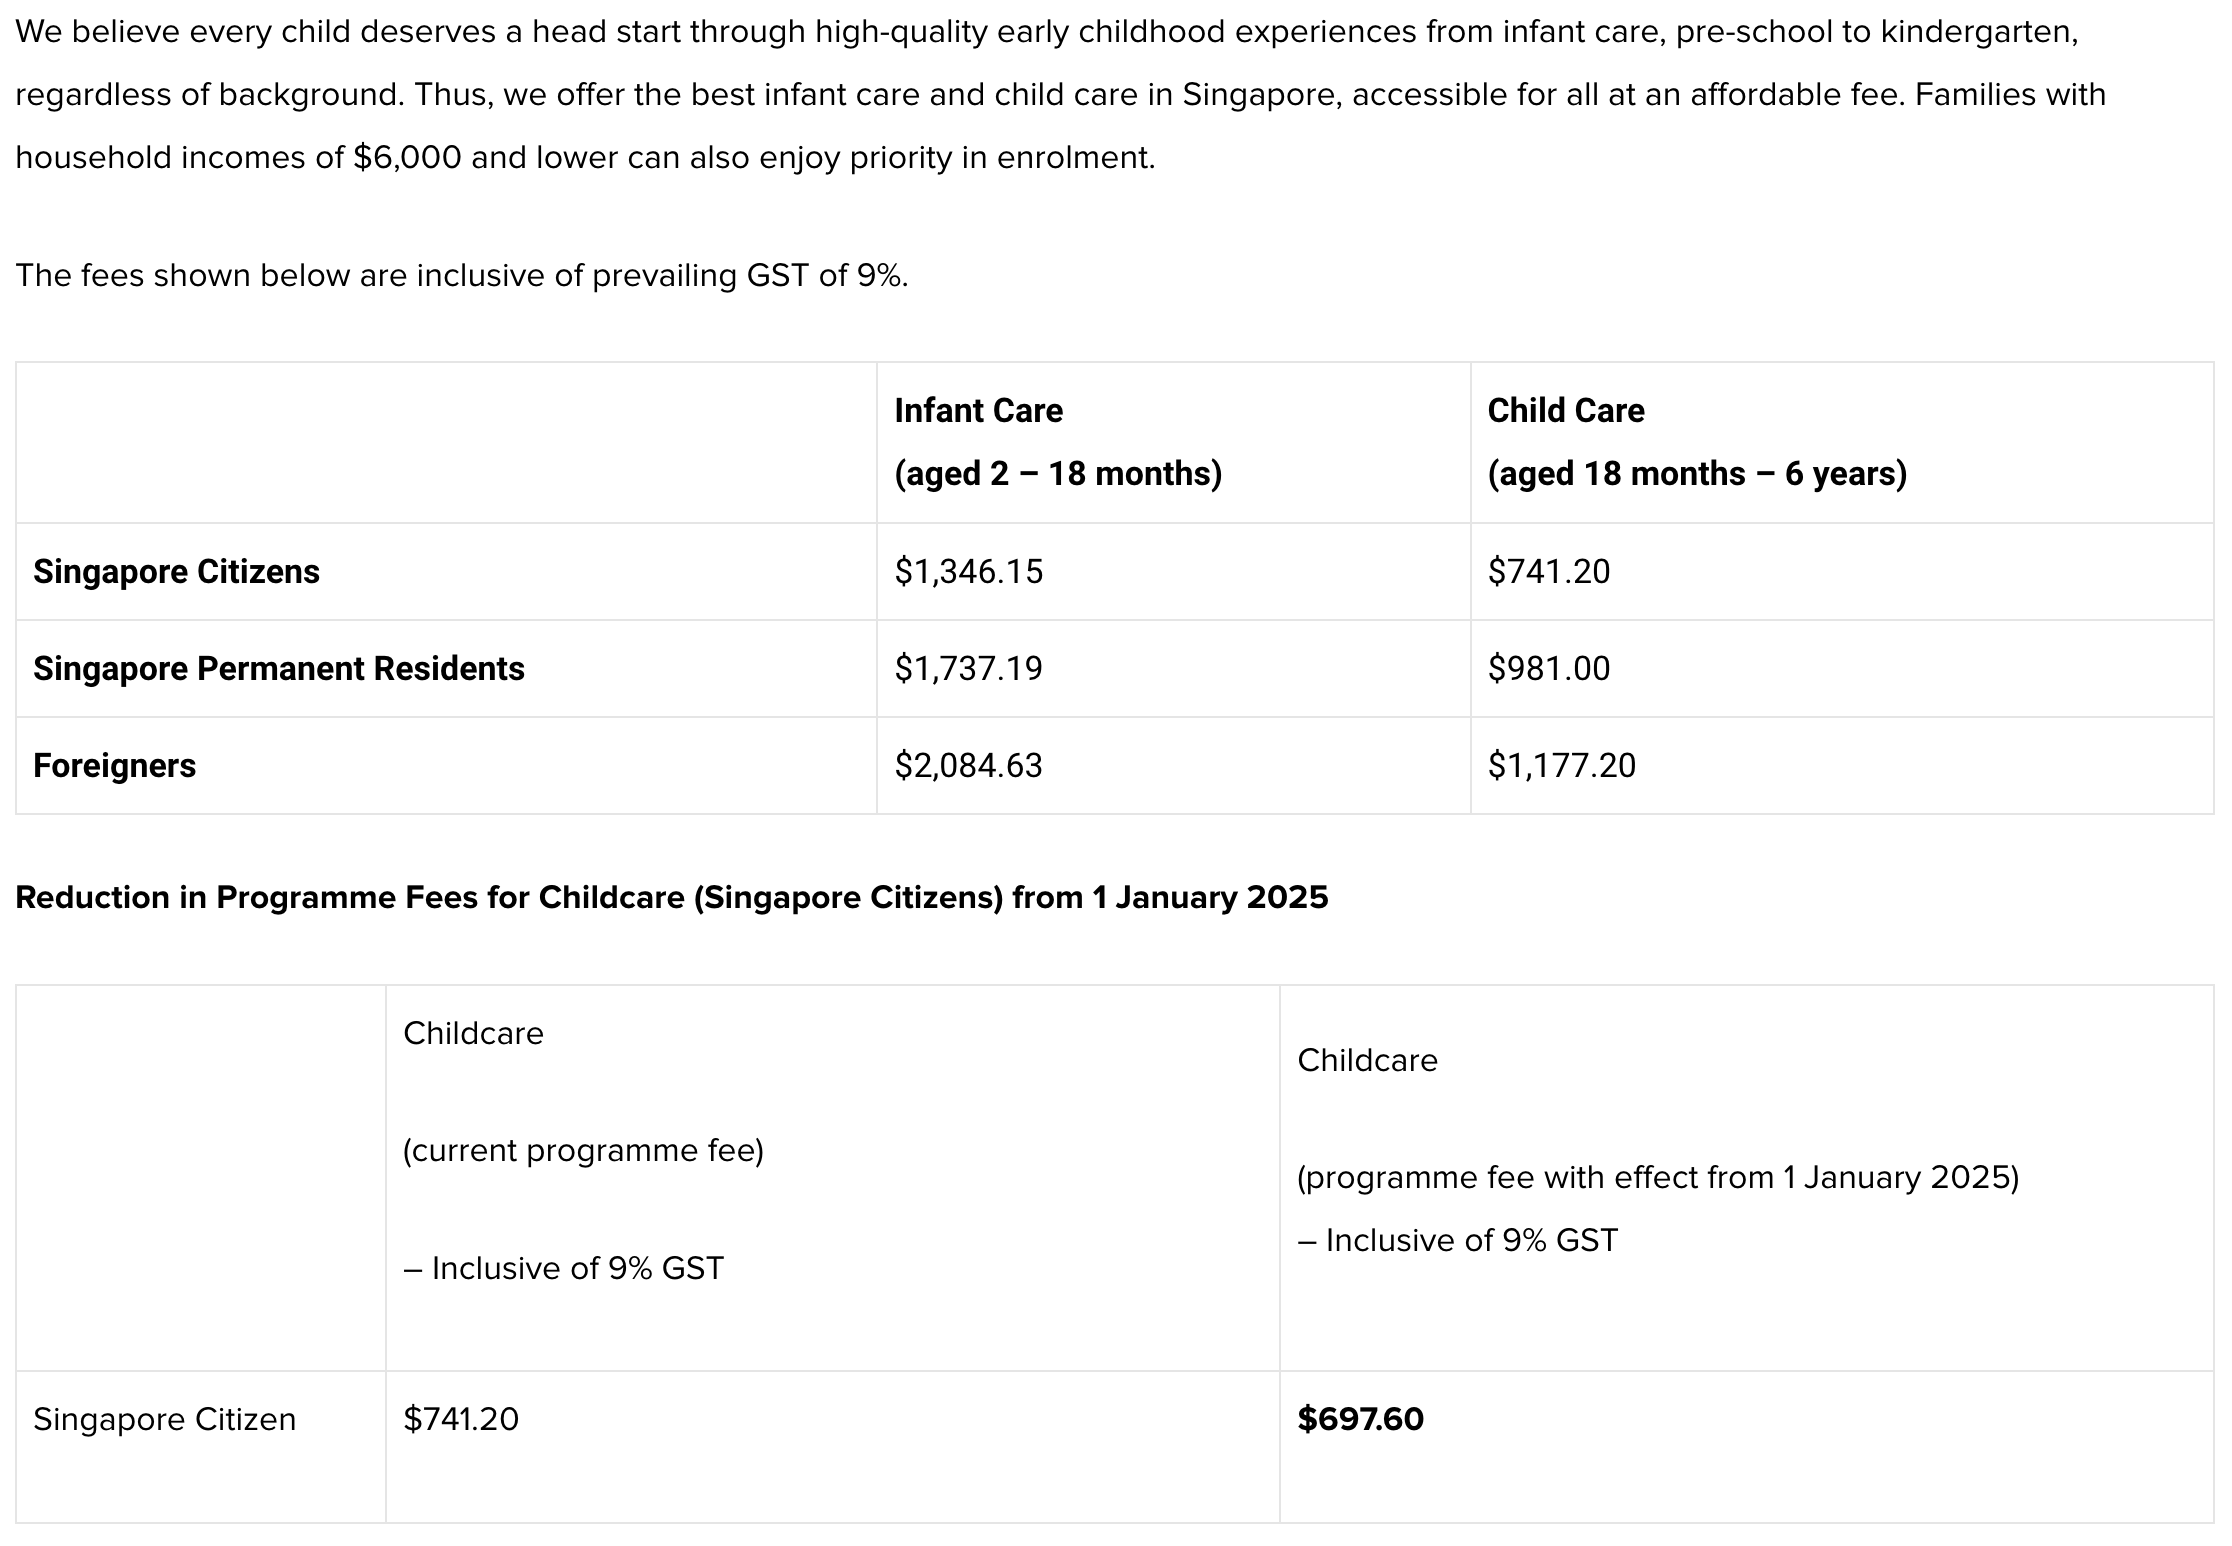 We believe every child deserves a head start through high-quality early childhood experiences from infant care, pre-school to kindergarten,
regardless of background. Thus, we offer the best infant care and child care in Singapore, accessible for all at an affordable fee. Families with
household incomes of $6,000 and lower can also enjoy priority in enrolment.
The fees shown below are inclusive of prevailing GST of 9%.
Infant Care
(aged 2 – 18 months)
Child Care
(aged 18 months – 6 years)
Singapore Citizens
$1,346.15
$741.20
Singapore Permanent Residents
$1,737.19
$981.00
Foreigners
$2,084.63
$1,177.20
Reduction in Programme Fees for Childcare (Singapore Citizens) from 1 January 2025
Childcare
(current programme fee)
– Inclusive of 9% GST
Childcare
(programme fee with effect from 1 January 2025)
– Inclusive of 9% GST
Singapore Citizen
$741.20
$697.60